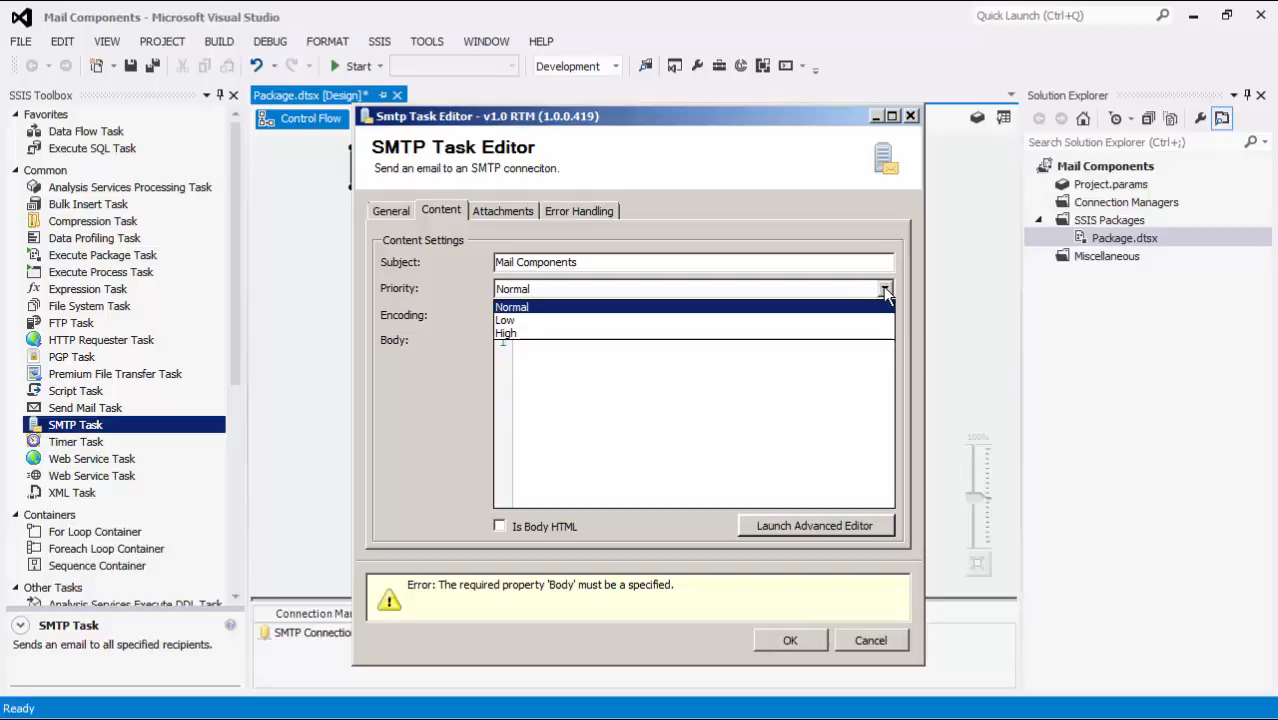 Mail Components - Microsoft Visual Studio
Quick Launch (Ctrl+Q)
FILE EDIT VIEW PROJECT BUILD DEBUG FORMAT SSIS TOOLS WINDOW HELP
Start
Development
SSIS Toolbox
Favorites
Data Flow Task
Execute SQL Task
Common
Analysis Services Processing Task
Bulk Insert Task
Compression Task
Data Profiling Task
Execute Package Task
Execute Process Task
Expression Task
File System Task
FTP Task
HTTP Requester Task
PGP Task
Premium File Transfer Task
Script Task
Send Mail Task
SMTP Task
Timer Task
Web Service Task
Web Service Task
XML Task
Containers
For Loop Container
Foreach Loop Container
Sequence Container
Other Tasks
Analysis Services Execute DDL Task
SMTP Task
Sends an email to all specified recipients.
Package.dtsx [Design]*
Control Flow
Smtp Task Editor - v1.0 RTM (1.0.0.419)
SMTP Task Editor
Send an email to an SMTP conneciton.
General Content Attachments Error Handling
Content Settings
Subject: Mail Components
Priority: Normal
Normal
Low
High
Encoding:
Body:
1
Is Body HTML
Launch Advanced Editor
Error: The required property 'Body' must be a specified.
OK Cancel
Connection Ma
SMTP Connectio
100%
Solution Explorer
Search Solution Explorer (Ctrl+;)
Mail Components
Project.params
Connection Managers
SSIS Packages
Package.dtsx
Miscellaneous
Ready